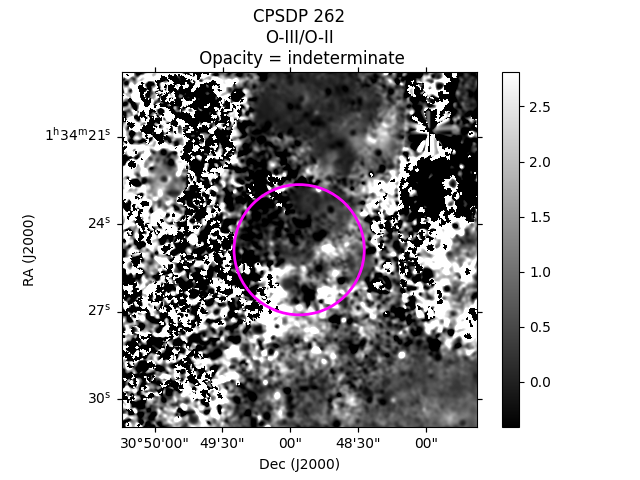 CPSDP 262
O-III/O-II
Opacity = indeterminate
1ʰ34ᵐ21ˢ
24ˢ
27ˢ
30ˢ
RA (J2000)
30°50'00" 49'30" 00" 48'30" 00"
Dec (J2000)
2.5
2.0
1.5
1.0
0.5
0.0